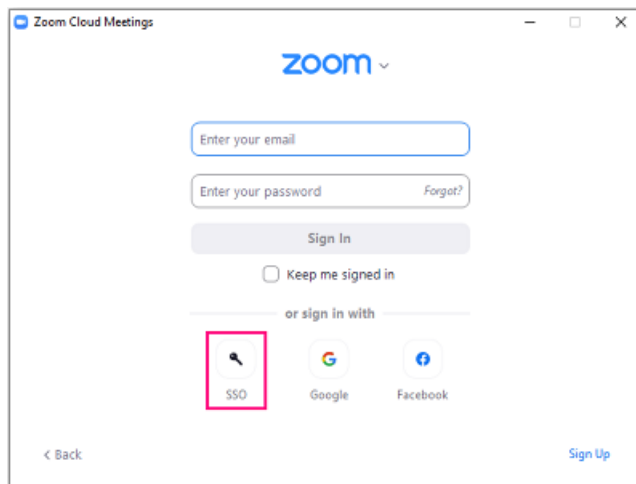 Zoom Cloud Meetings
zoom
Enter your email
Enter your password Forgot?
Sign In
Keep me signed in
or sign in with
SSO Google Facebook
< Back Sign Up